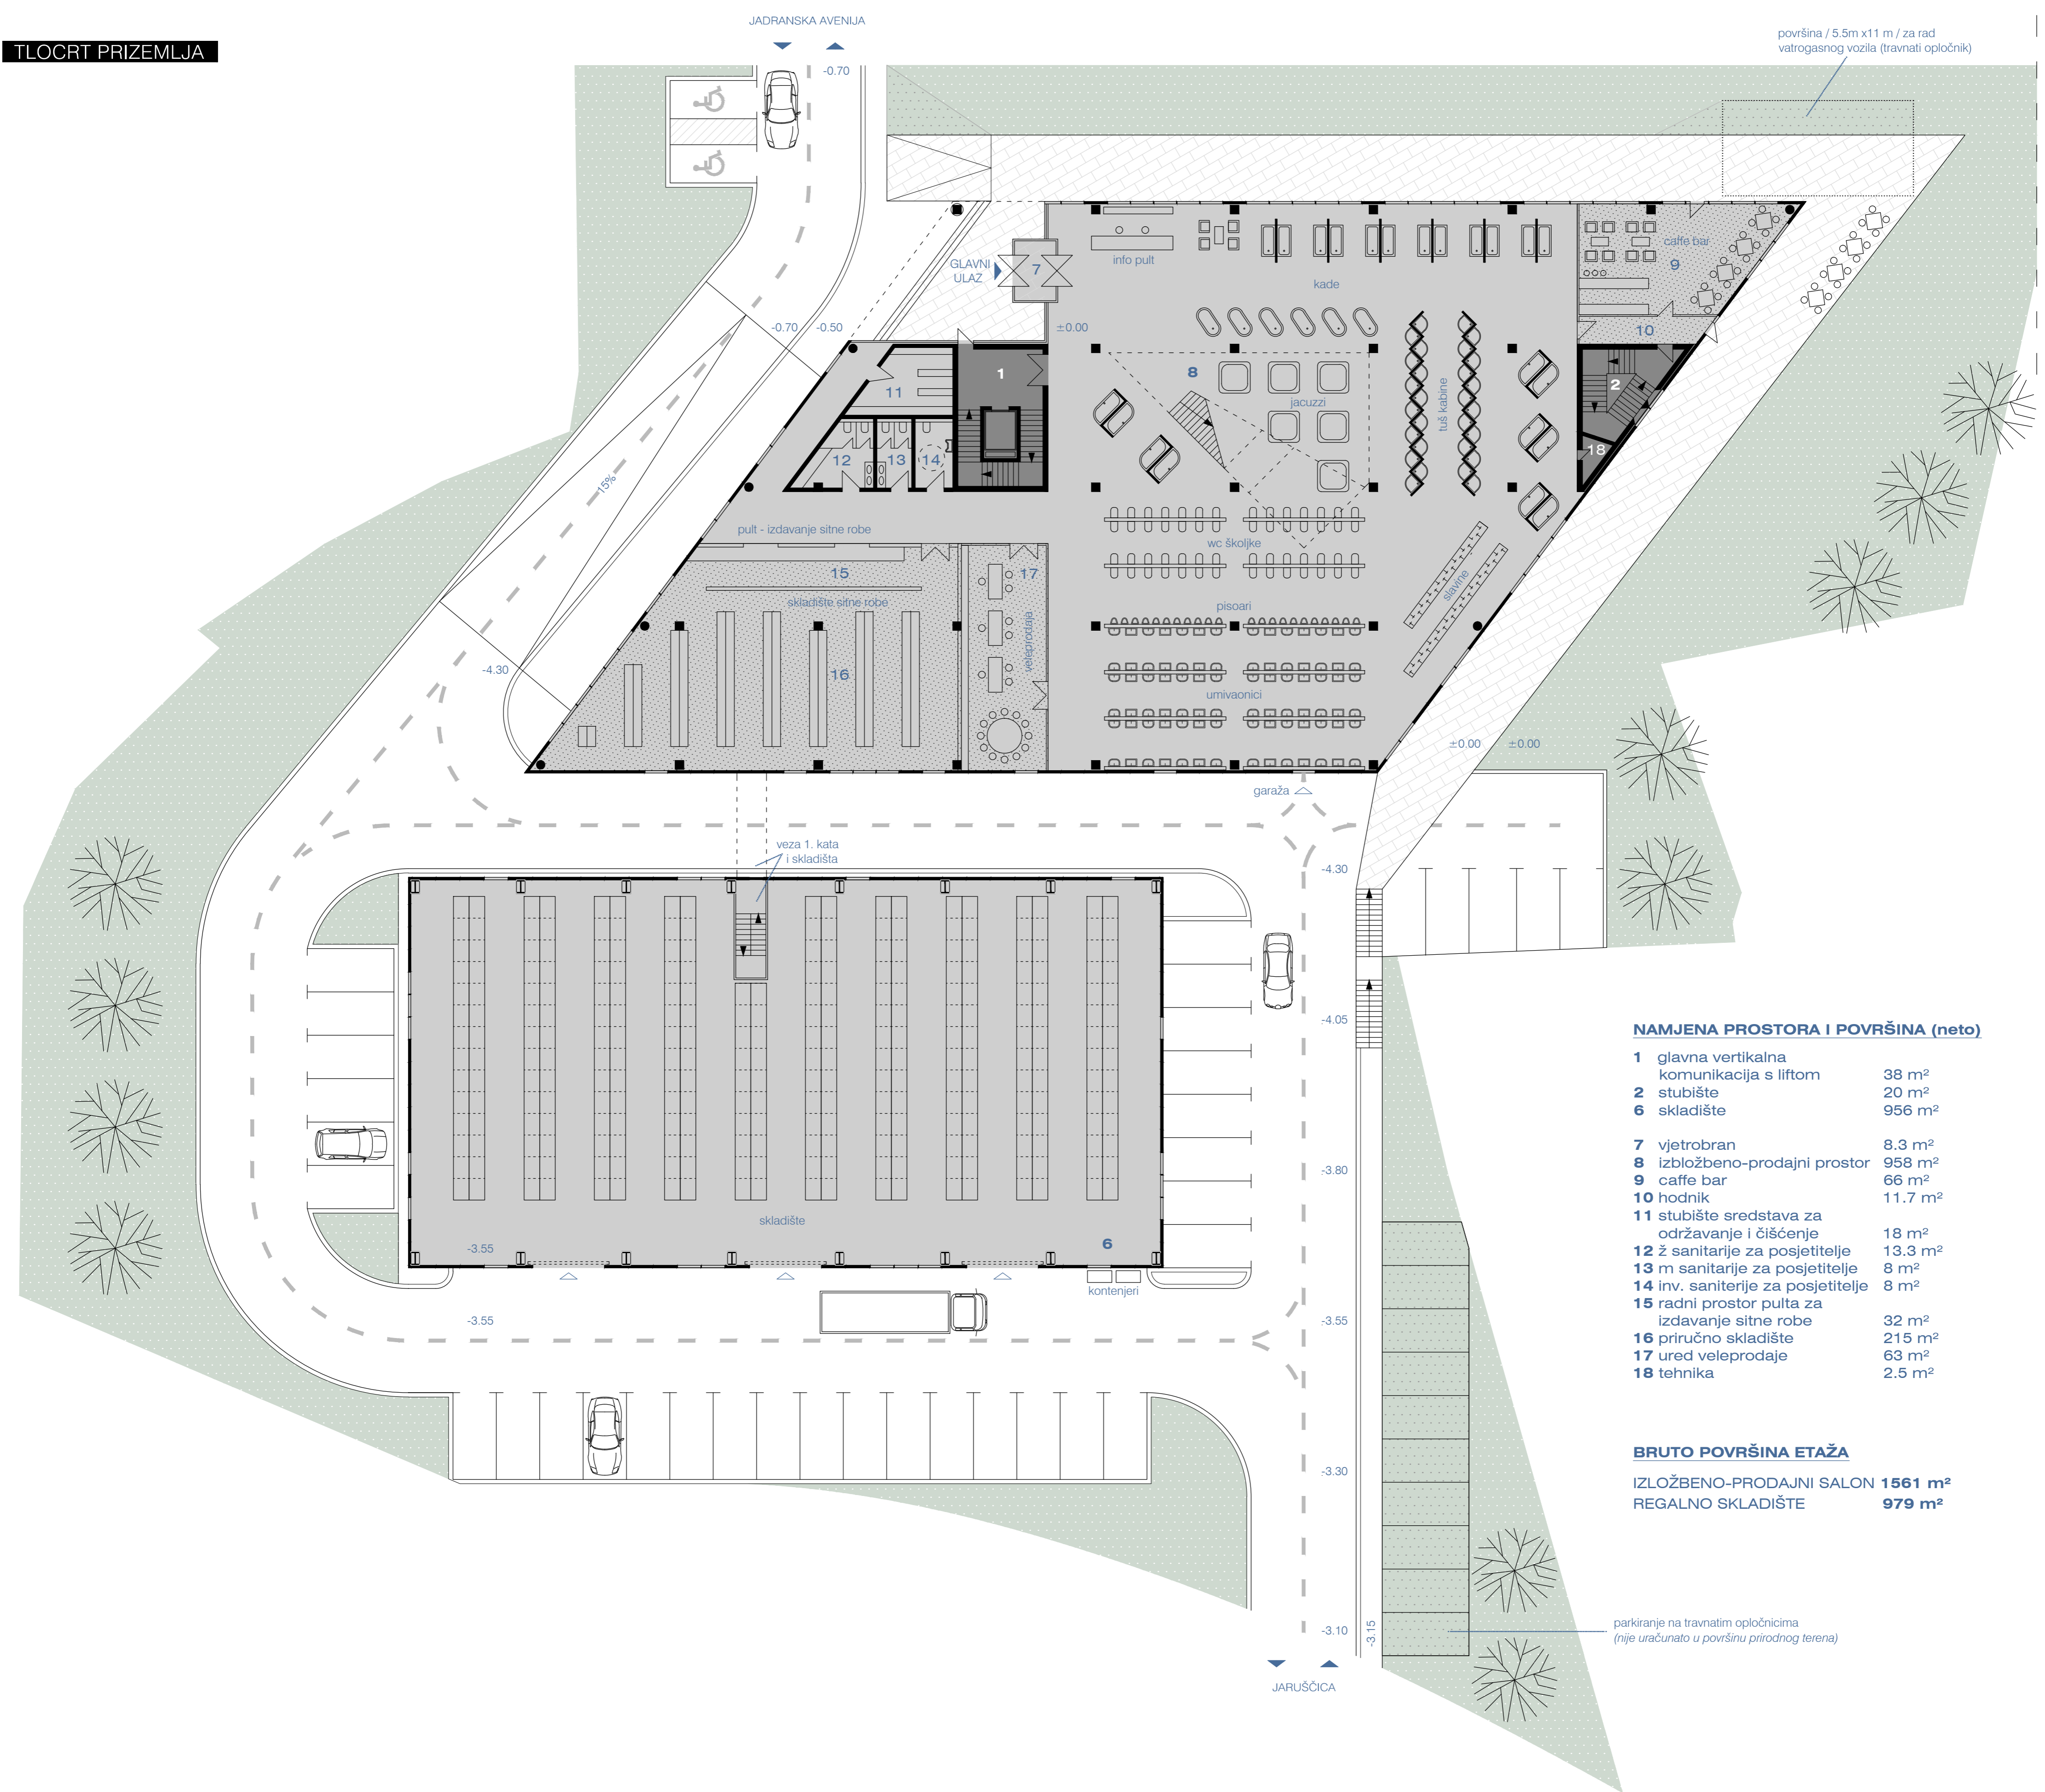 JADRANSKA AVENIJA
TLOCRT PRIZEMLJA
površina / 5.5m x11 m / za rad
vatrogasnog vozila (travnati opločnik)
-0.70
GLAVNI
ULAZ
7
info pult
kade
caffe bar
9
-0.70
-0.50
±0.00
10
1
8
2
11
jacuzzi
tuš kabine
12
13
14
18
15%
pult - izdavanje sitne robe
wc školjke
15
17
skladište sitne robe
slavine
pisoari
veleprodaja
-4.30
16
umivaonici
±0.00
±0.00
garaža
veza 1. kata
i skladišta
-4.30
-4.05
-3.80
skladište
-3.55
6
kontenjeri
-3.55
-3.55
-3.30
-3.10
-3.15
JARUŠČICA
NAMJENA PROSTORA I POVRŠINA (neto)
1 glavna vertikalna
komunikacija s liftom 38 m²
2 stubište 20 m²
6 skladište 956 m²
7 vjetrobran 8.3 m²
8 izbložbeno-prodajni prostor 958 m²
9 caffe bar 66 m²
10 hodnik 11.7 m²
11 stubište sredstava za
održavanje i čišćenje 18 m²
12 ž sanitarije za posjetitelje 13.3 m²
13 m sanitarije za posjetitelje 8 m²
14 inv. saniterije za posjetitelje 8 m²
15 radni prostor pulta za
izdavanje sitne robe 32 m²
16 priručno skladište 215 m²
17 ured veleprodaje 63 m²
18 tehnika 2.5 m²
BRUTO POVRŠINA ETAŽA
IZLOŽBENO-PRODAJNI SALON 1561 m²
REGALNO SKLADIŠTE 979 m²
parkiranje na travnatim opločnicima
(nije uračunato u površinu prirodnog terena)